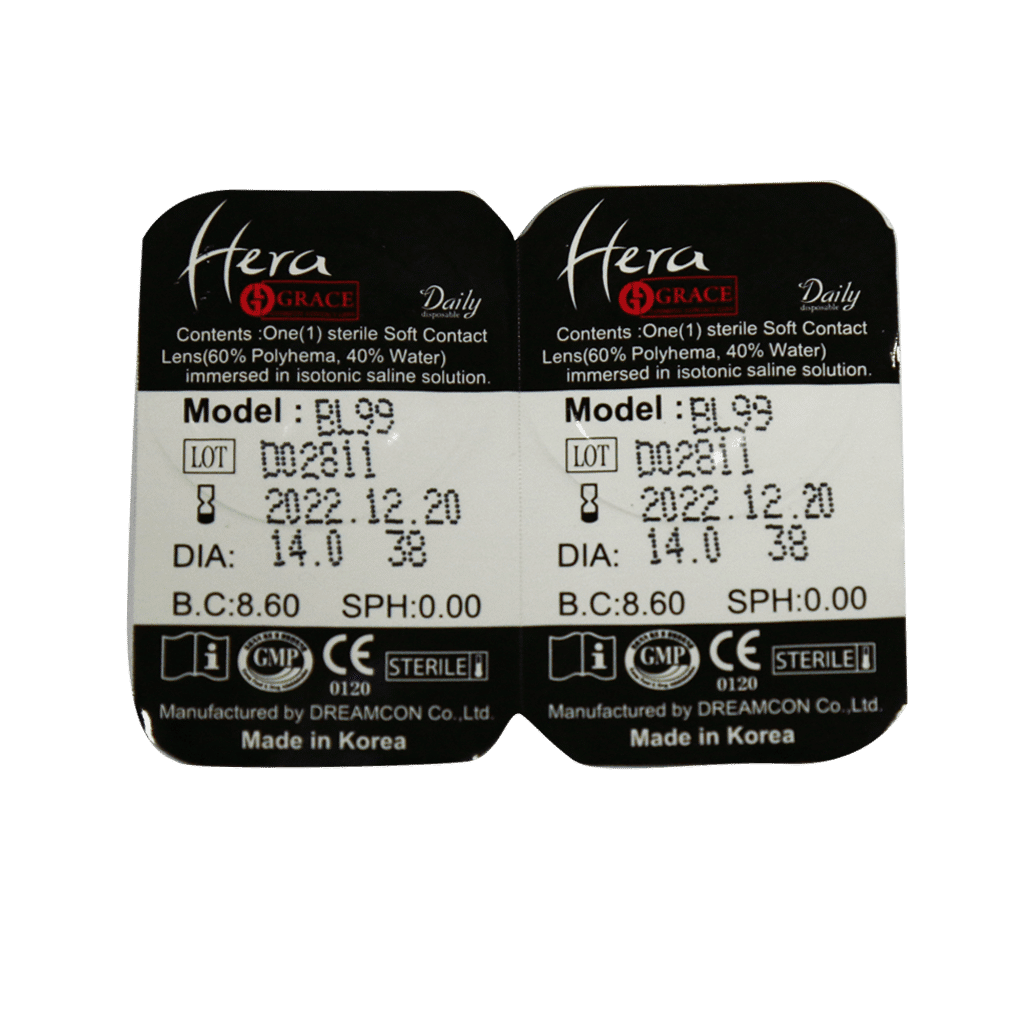 Hera
GRACE
Daily
disposable
Contents :One(1) sterile Soft Contact
Lens(60% Polyhema, 40% Water)
immersed in isotonic saline solution.
Model : BL99
LOT D02811
2022.12.20
DIA: 14.0 38
B.C:8.60 SPH:0.00
i GMP CE STERILE
0120
Manufactured by DREAMCON Co.,Ltd.
Made in Korea
Hera
GRACE
Daily
disposable
Contents :One(1) sterile Soft Contact
Lens(60% Polyhema, 40% Water)
immersed in isotonic saline solution.
Model : BL99
LOT D02811
2022.12.20
DIA: 14.0 38
B.C:8.60 SPH:0.00
i GMP CE STERILE
0120
Manufactured by DREAMCON Co.,Ltd.
Made in Korea